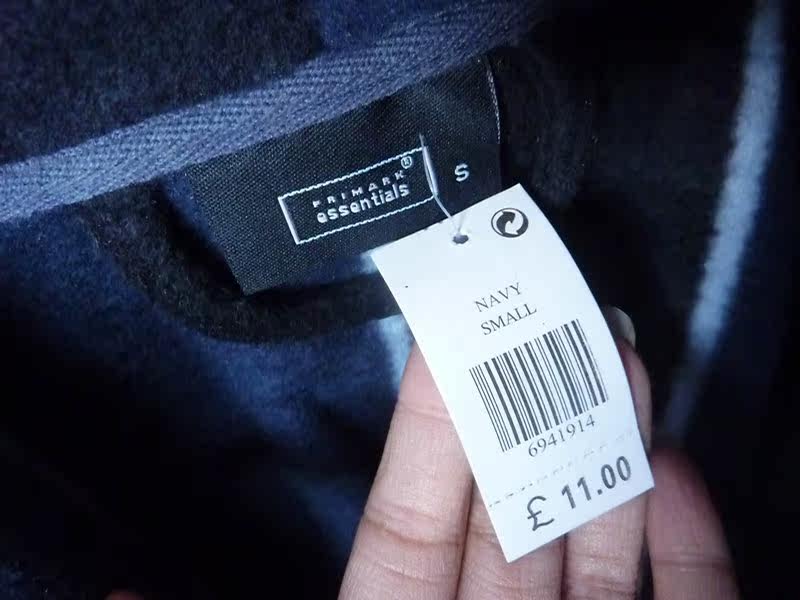 PRIMARK®
essentials
S
NAVY
SMALL
6941914
£ 11.00